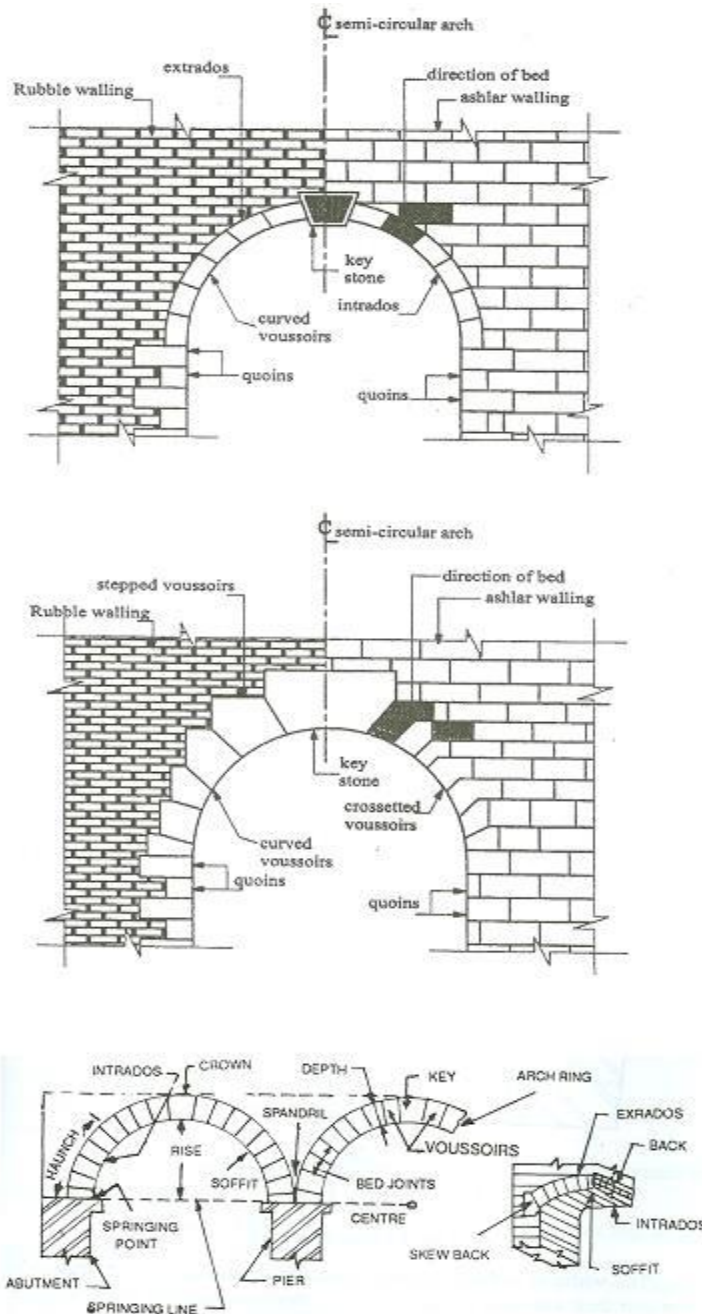 ℄ semi-circular arch
extrados
direction of bed
Rubble walling
ashlar walling
key
stone
intrados
curved
voussoirs
quoins
quoins
℄ semi-circular arch
stepped voussoirs
direction of bed
Rubble walling
ashlar walling
key
stone
crossetted
voussoirs
curved
voussoirs
quoins
quoins
INTRADOS
CROWN
DEPTH
KEY
ARCH RING
SPANDRIL
EXRADOS
HAUNCH
RISE
VOUSSOIRS
BACK
SOFFIT
BED JOINTS
SPRINGING
POINT
CENTRE
INTRADOS
SKEW BACK
SOFFIT
ABUTMENT
PIER
SPRINGING LINE